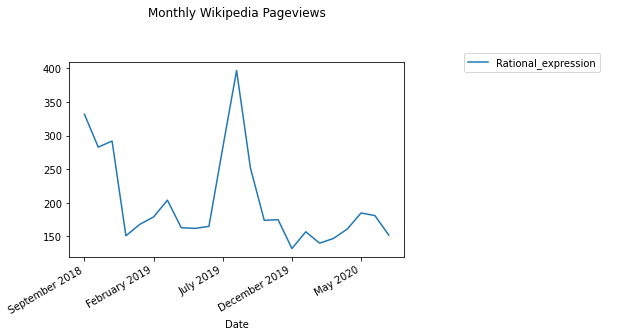 Monthly Wikipedia Pageviews
Rational_expression
400
350
300
250
200
150
September 2018
February 2019
July 2019
December 2019
May 2020
Date